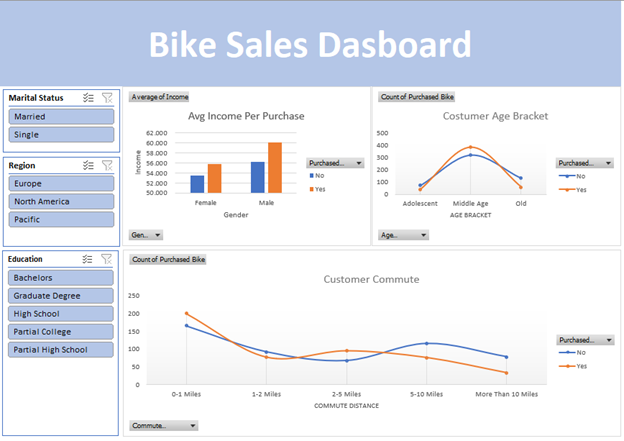 Bike Sales Dasboard
Marital Status
Married
Single
Region
Europe
North America
Pacific
Education
Bachelors
Graduate Degree
High School
Partial College
Partial High School
Average of Income
Avg Income Per Purchase
Income
62.000
60.000
58.000
56.000
54.000
52.000
50.000
Female
Male
Gender
Purchased...
No
Yes
Gen...
Count of Purchased Bike
Costumer Age Bracket
500
400
300
200
100
0
Adolescent
Middle Age
Old
AGE BRACKET
Purchased...
No
Yes
Age...
Count of Purchased Bike
Customer Commute
250
200
150
100
50
0
0-1 Miles
1-2 Miles
2-5 Miles
5-10 Miles
More Than 10 Miles
COMMUTE DISTANCE
Purchased...
No
Yes
Commute...